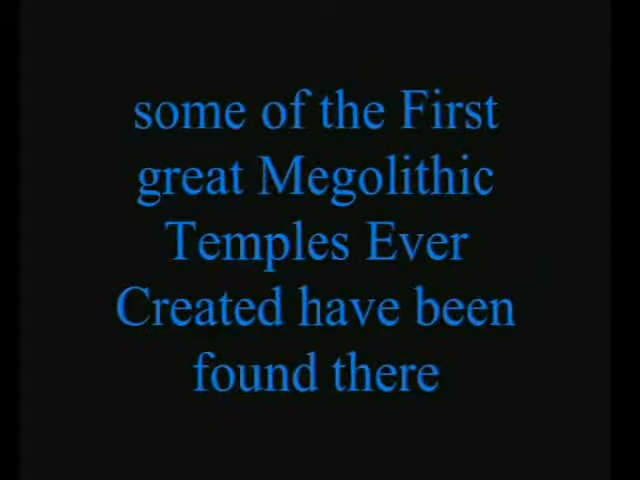 some of the First
great Megolithic
Temples Ever
Created have been
found there